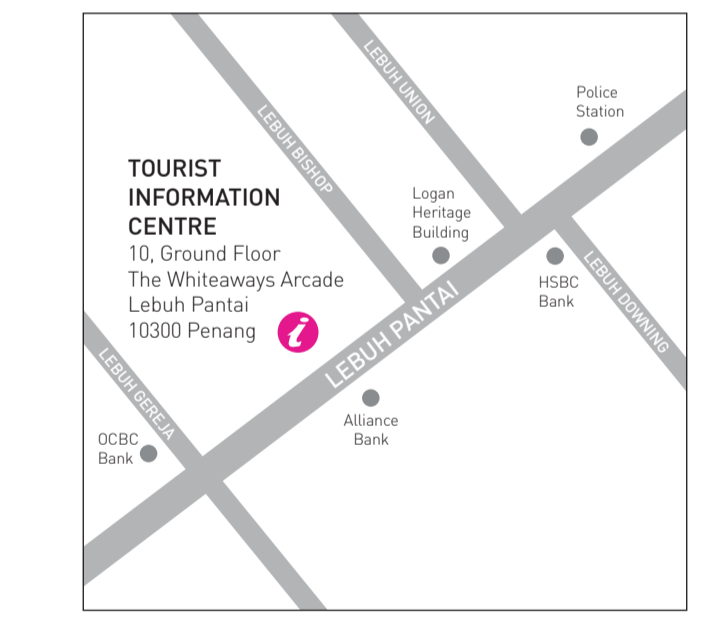 LEBUH UNION
Police
Station
LEBUH BISHOP
TOURIST
INFORMATION
CENTRE
10, Ground Floor
The Whiteaways Arcade
Lebuh Pantai
10300 Penang
i
Logan
Heritage
Building
HSBC
Bank
LEBUH DOWNING
LEBUH PANTAI
LEBUH GEREJA
Alliance
Bank
OCBC
Bank